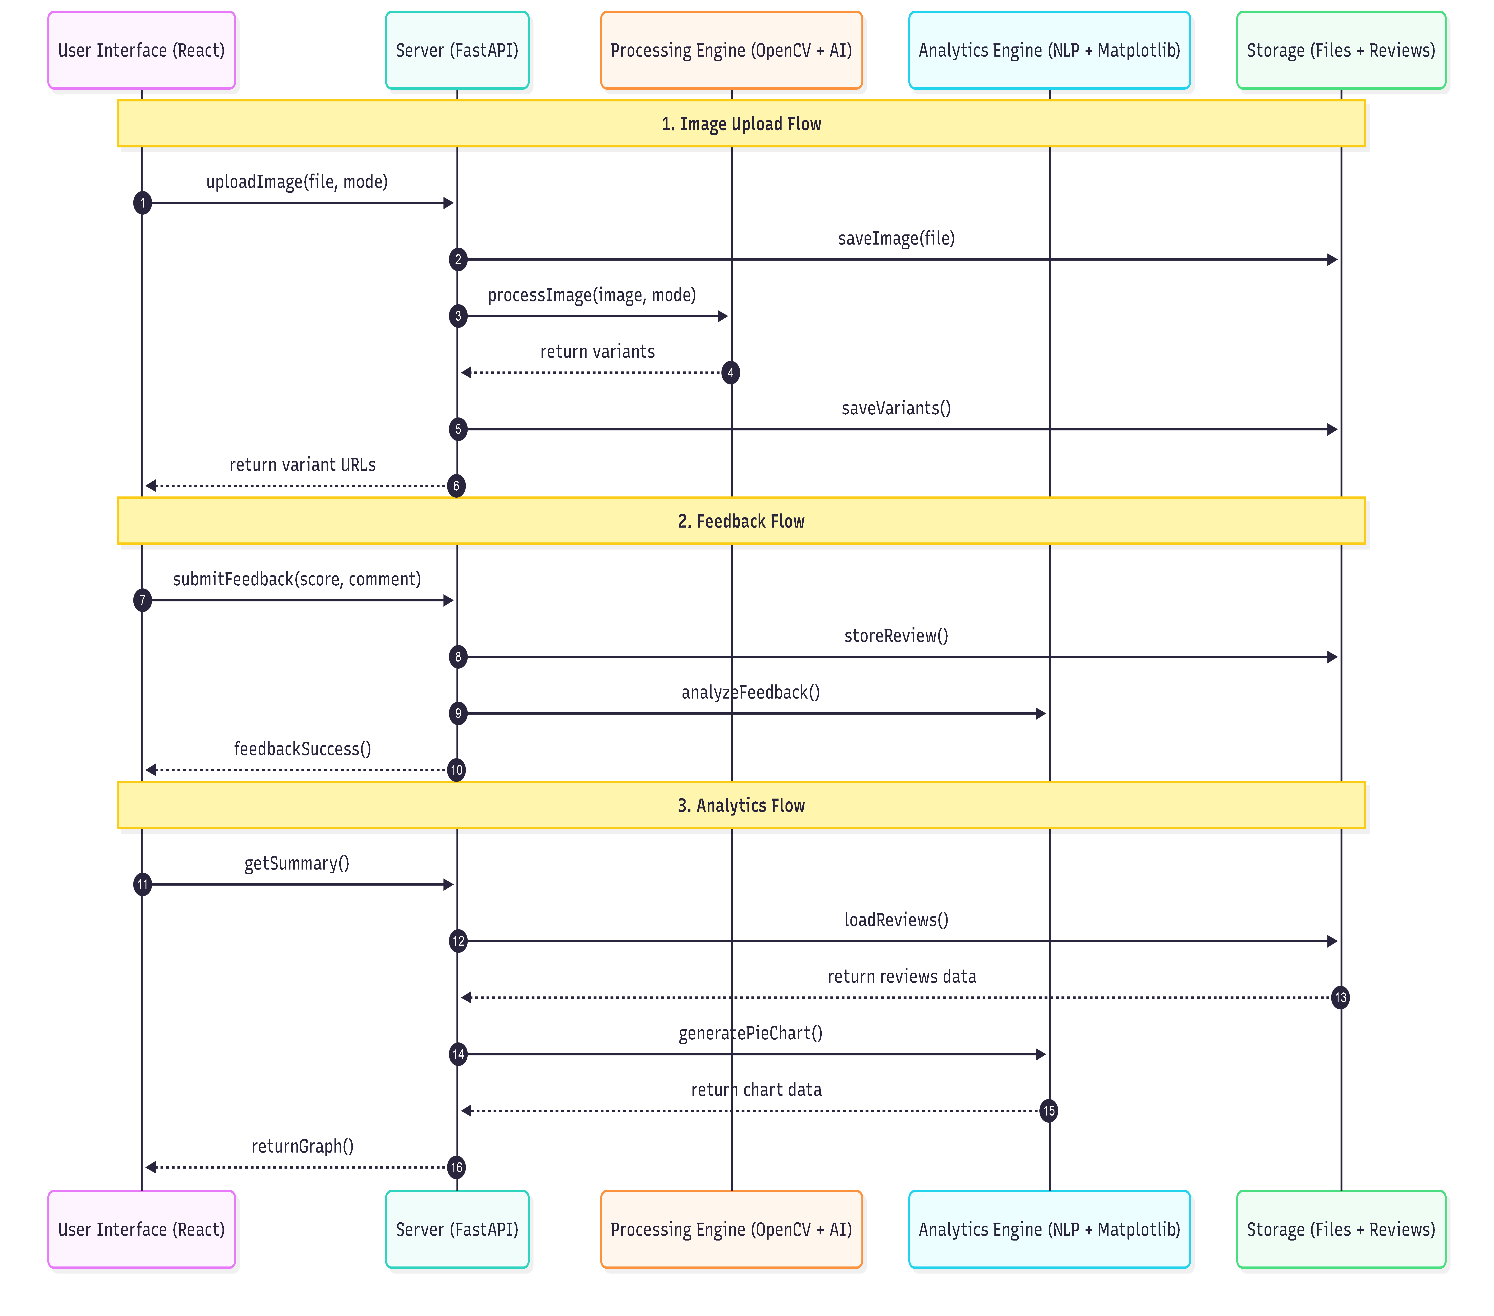 User Interface (React)
Server (FastAPI)
Processing Engine (OpenCV + AI)
Analytics Engine (NLP + Matplotlib)
Storage (Files + Reviews)
1. Image Upload Flow
uploadImage(file, mode)
1
saveImage(file)
2
processImage(image, mode)
3
return variants
4
saveVariants()
5
return variant URLs
6
2. Feedback Flow
submitFeedback(score, comment)
7
storeReview()
8
analyzeFeedback()
9
feedbackSuccess()
10
3. Analytics Flow
getSummary()
11
loadReviews()
12
return reviews data
13
generatePieChart()
14
return chart data
15
returnGraph()
16
User Interface (React)
Server (FastAPI)
Processing Engine (OpenCV + AI)
Analytics Engine (NLP + Matplotlib)
Storage (Files + Reviews)